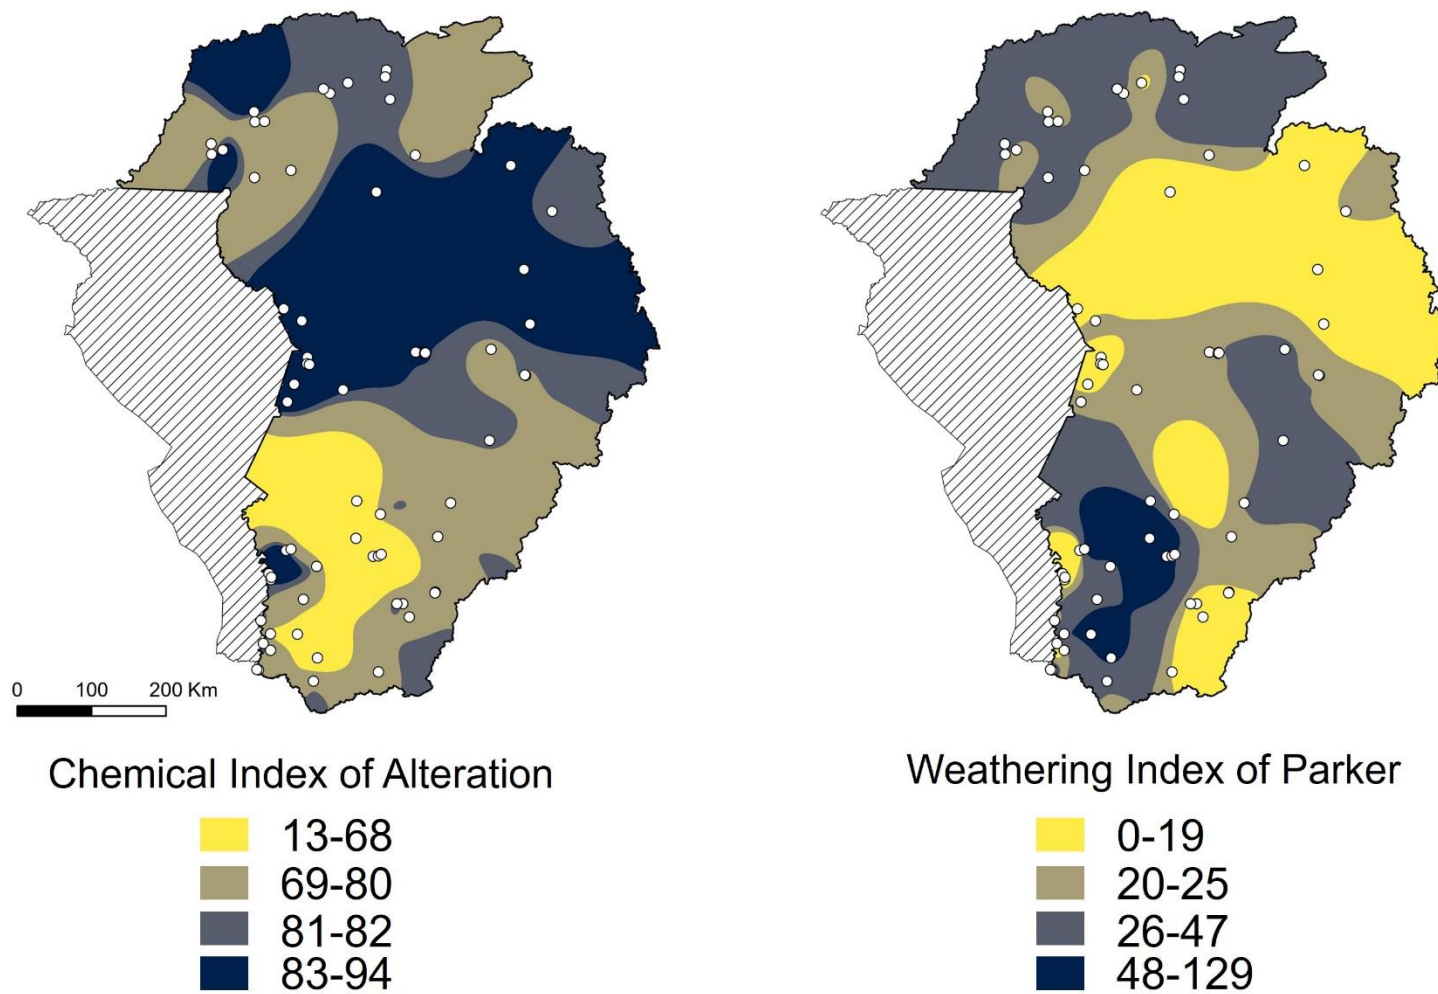 0 100 200 Km
Chemical Index of Alteration
13-68
69-80
81-82
83-94
Weathering Index of Parker
0-19
20-25
26-47
48-129